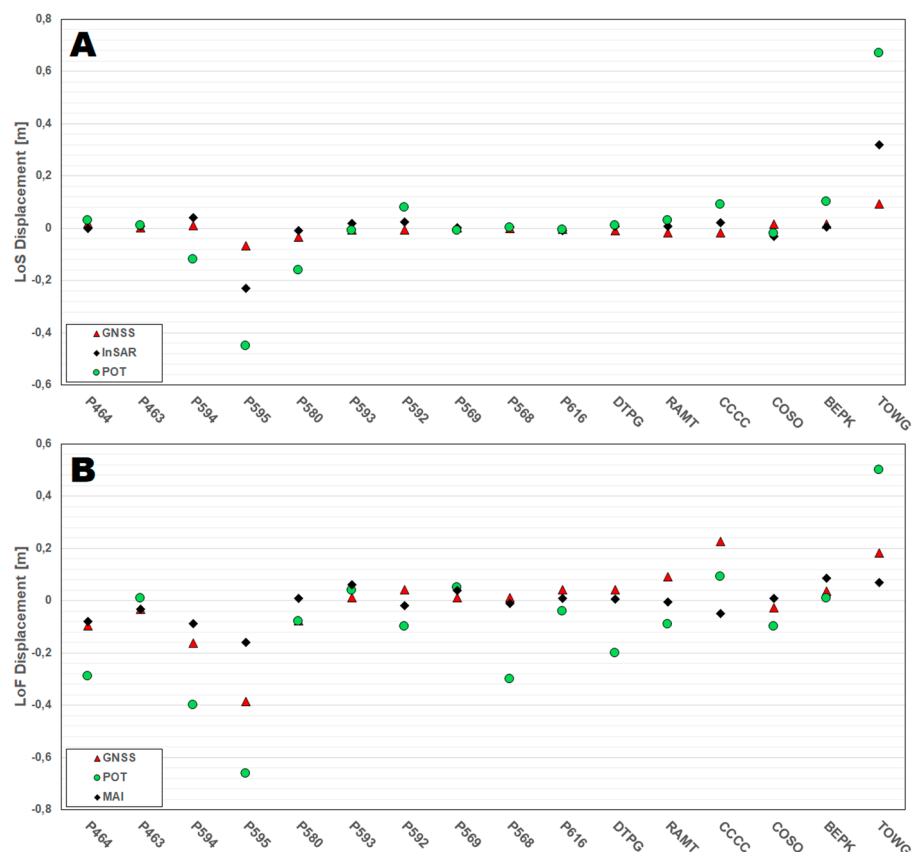 A
LoS Displacement [m]
0,8
0,6
0,4
0,2
0
-0,2
-0,4
-0,6
GNSS
InSAR
POT
P464 P463 P594 P595 P580 P593 P592 P569 P568 P616 DTPG RAMT CCCC COSO BEPK TOWG
B
LoF Displacement [m]
0,6
0,4
0,2
0
-0,2
-0,4
-0,6
-0,8
GNSS
POT
MAI
P464 P463 P594 P595 P580 P593 P592 P569 P568 P616 DTPG RAMT CCCC COSO BEPK TOWG